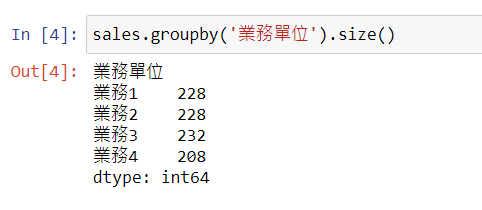 In [4]: sales.groupby('業務單位').size()
Out[4]: 業務單位
業務1    228
業務2    228
業務3    232
業務4    208
dtype: int64